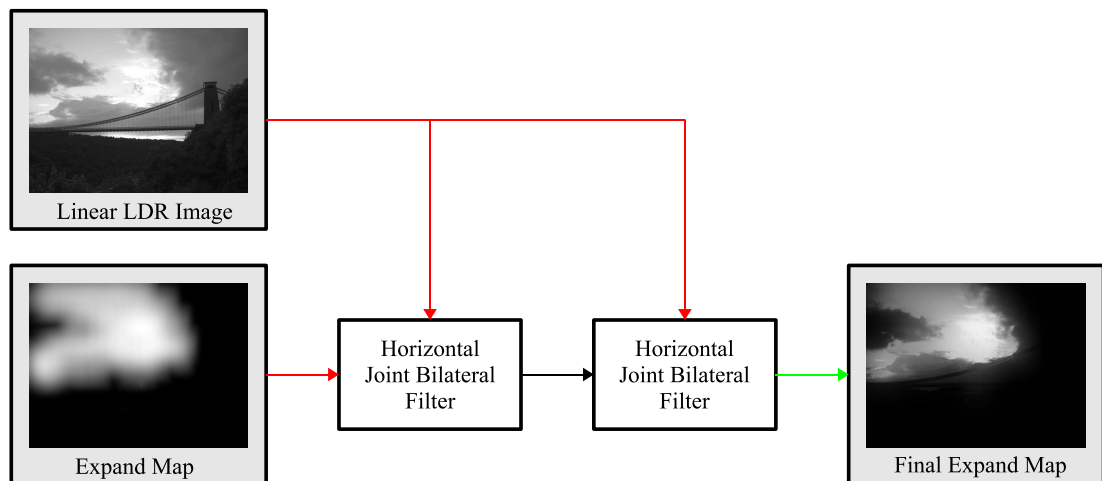 Linear LDR Image
Expand Map
Horizontal
Joint Bilateral
Filter
Horizontal
Joint Bilateral
Filter
Final Expand Map